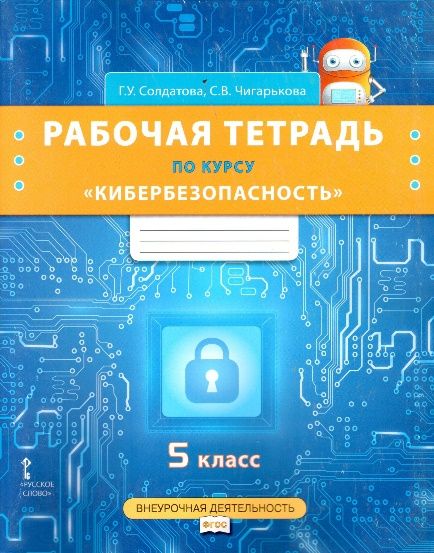 Г.У. Солдатова, С.В. Чигарькова
РАБОЧАЯ ТЕТРАДЬ
ПО КУРСУ
«КИБЕРБЕЗОПАСНОСТЬ»
5 класс
«РУССКОЕ
СЛОВО»
ВНЕУРОЧНАЯ ДЕЯТЕЛЬНОСТЬ
ФГОС